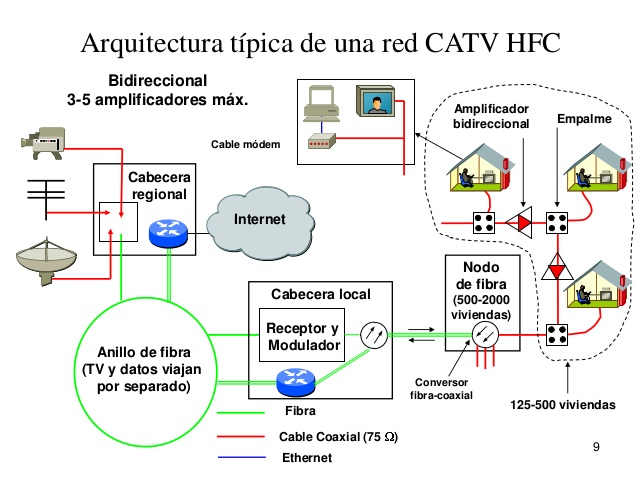 Arquitectura típica de una red CATV HFC
Bidireccional
3-5 amplificadores máx.
Cable módem
Amplificador
bidireccional
Empalme
Cabecera
regional
Internet
Nodo
de fibra
(500-2000
viviendas)
Cabecera local
Receptor y
Modulador
Anillo de fibra
(TV y datos viajan
por separado)
Conversor
fibra-coaxial
125-500 viviendas
Fibra
Cable Coaxial (75 Ω)
Ethernet
9